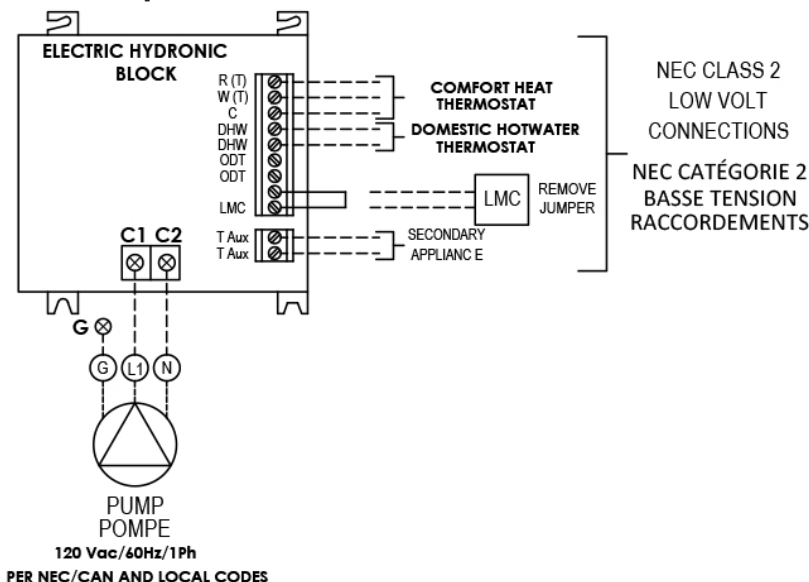 ELECTRIC HYDRONIC
BLOCK
R (T)
W (T)
C
DHW
DHW
ODT
ODT
LMC
T Aux
T Aux
COMFORT HEAT
THERMOSTAT
DOMESTIC HOTWATER
THERMOSTAT
LMC
REMOVE
JUMPER
SECONDARY
APPLIANC E
NEC CLASS 2
LOW VOLT
CONNECTIONS
NEC CATÉGORIE 2
BASSE TENSION
RACCORDEMENTS
C1 C2
G
G L1 N
PUMP
POMPE
120 Vac/60Hz/1Ph
PER NEC/CAN AND LOCAL CODES